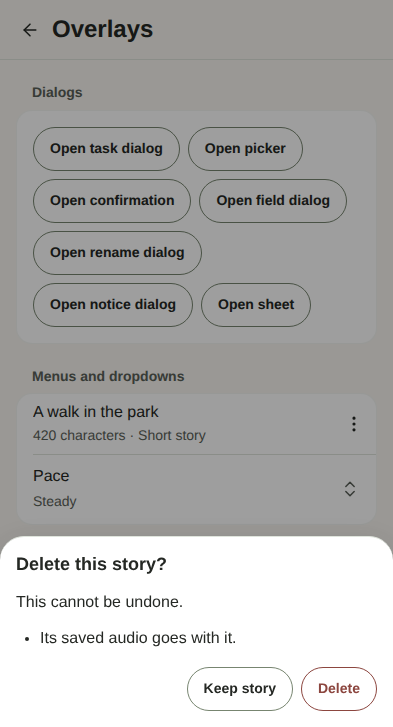 Overlays
Dialogs
Open task dialog
Open picker
Open confirmation
Open field dialog
Open rename dialog
Open notice dialog
Open sheet
Menus and dropdowns
A walk in the park
420 characters · Short story
Pace
Steady
Delete this story?
This cannot be undone.
• Its saved audio goes with it.
Keep story
Delete